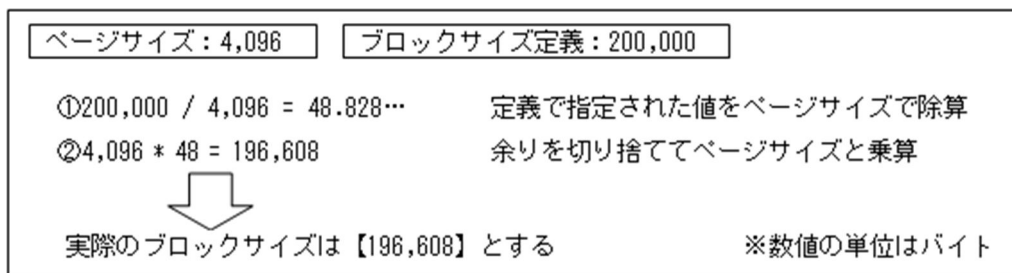 ページサイズ：4,096
ブロックサイズ定義：200,000
①200,000 / 4,096 = 48.828… 定義で指定された値をページサイズで除算
②4,096 * 48 = 196,608 余りを切り捨ててページサイズと乗算
実際のブロックサイズは【196,608】とする ※数値の単位はバイト